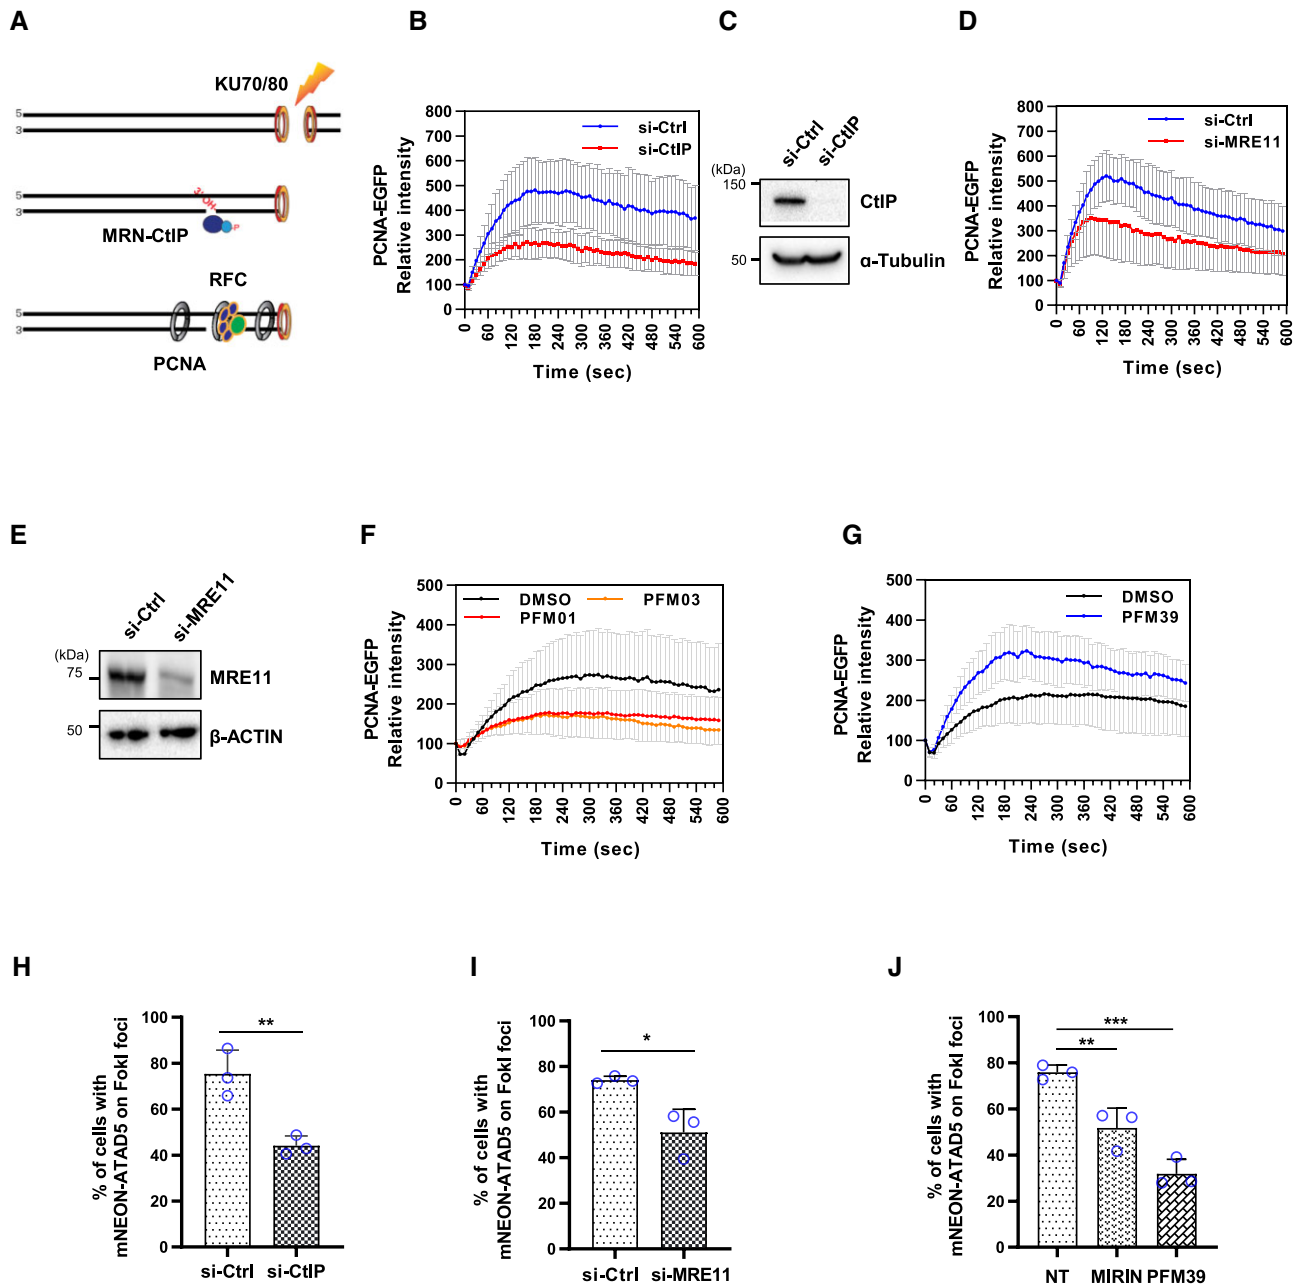 A
KU70/80
5
3
MRN-CtIP
3' OH
P
RFC
5
3
PCNA
B
800
700
600
500
400
300
200
100
0
PCNA-EGFP
Relative intensity
si-Ctrl
si-CtIP
0
60
120
180
240
300
360
420
480
540
600
Time (sec)
C
si-Ctrl
si-CtIP
(kDa)
150
CtIP
50
α-Tubulin
D
800
700
600
500
400
300
200
100
0
PCNA-EGFP
Relative intensity
si-Ctrl
si-MRE11
0
60
120
180
240
300
360
420
480
540
600
Time (sec)
E
si-Ctrl
si-MRE11
(kDa)
75
MRE11
50
β-ACTIN
F
500
400
300
200
100
0
PCNA-EGFP
Relative intensity
DMSO
PFM03
PFM01
0
60
120
180
240
300
360
420
480
540
600
Time (sec)
G
500
400
300
200
100
0
PCNA-EGFP
Relative intensity
DMSO
PFM39
0
60
120
180
240
300
360
420
480
540
600
Time (sec)
H
100
80
60
40
20
0
% of cells with
mNEON-ATAD5 on FokI foci
**
si-Ctrl
si-CtIP
I
100
80
60
40
20
0
% of cells with
mNEON-ATAD5 on FokI foci
*
si-Ctrl
si-MRE11
J
100
80
60
40
20
0
% of cells with
mNEON-ATAD5 on FokI foci
***
**
NT
MIRIN
PFM39